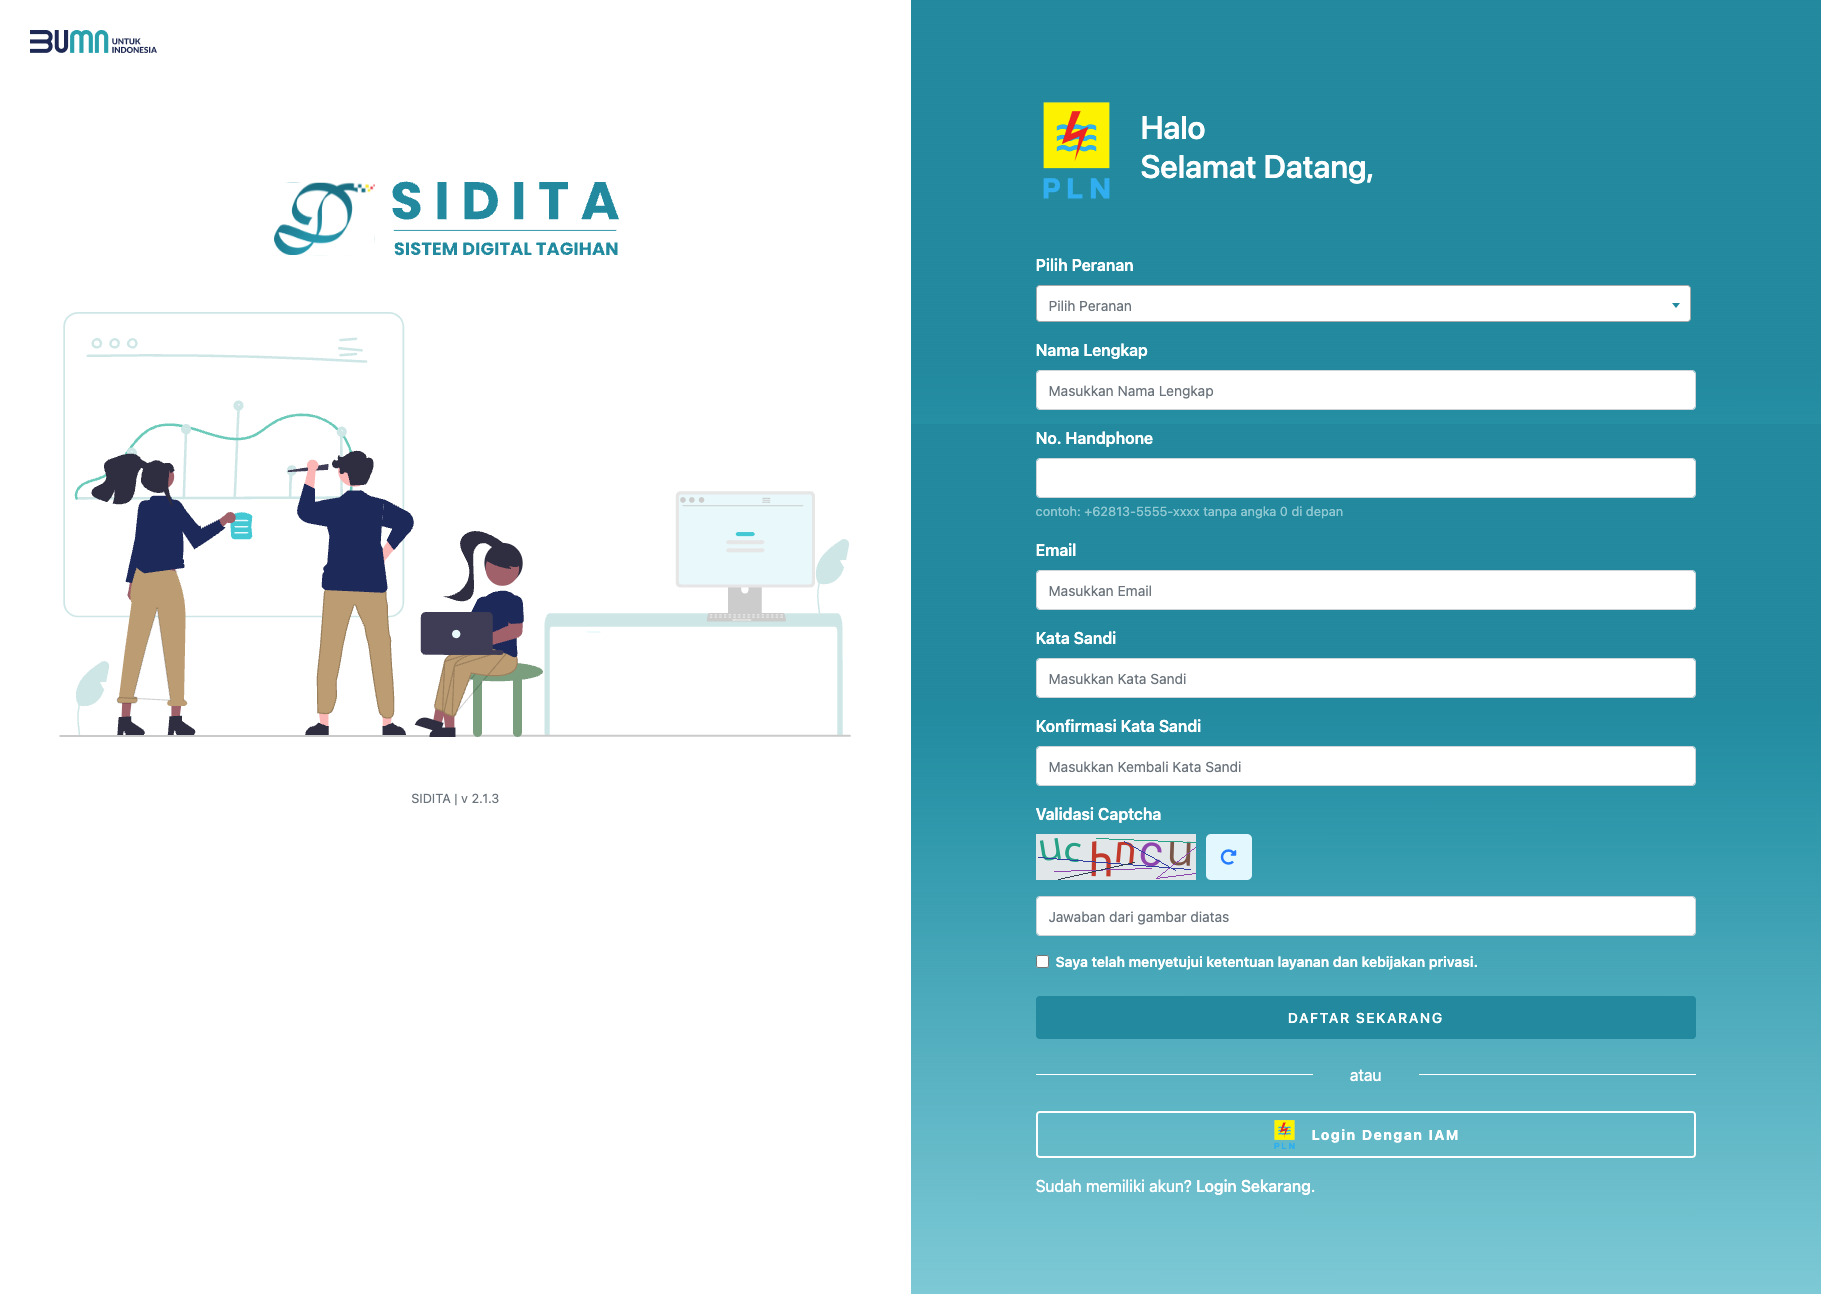 BUMN UNTUK INDONESIA
SIDITA
SISTEM DIGITAL TAGIHAN
SIDITA | v 2.1.3
PLN
Halo
Selamat Datang,
Pilih Peranan
Pilih Peranan
Nama Lengkap
Masukkan Nama Lengkap
No. Handphone
contoh: +62813-5555-xxxx tanpa angka 0 di depan
Email
Masukkan Email
Kata Sandi
Masukkan Kata Sandi
Konfirmasi Kata Sandi
Masukkan Kembali Kata Sandi
Validasi Captcha
uchncu
Jawaban dari gambar diatas
Saya telah menyetujui ketentuan layanan dan kebijakan privasi.
DAFTAR SEKARANG
atau
PLN Login Dengan IAM
Sudah memiliki akun? Login Sekarang.